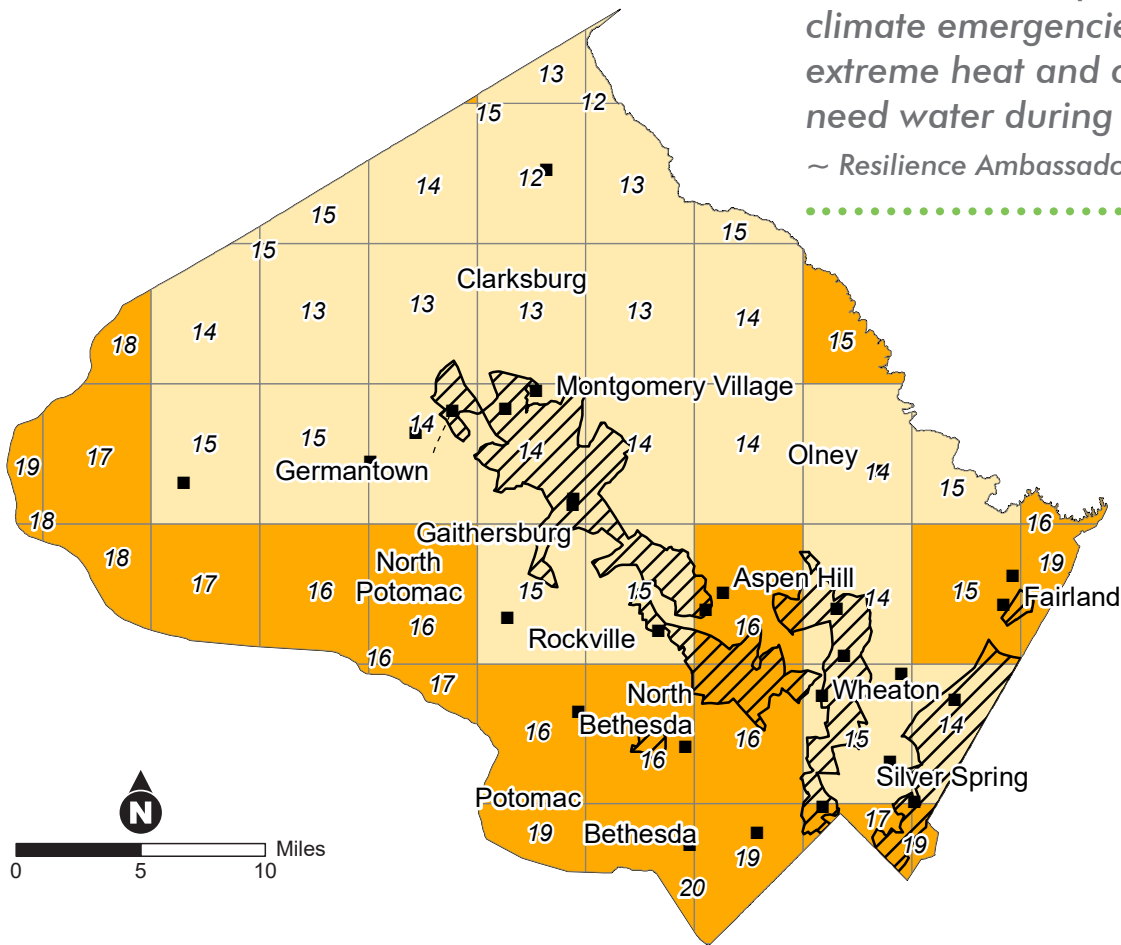 climate emergencie
extreme heat and
need water during
~ Resilience Ambassado
13
12
15
14
12
13
15
15
15
Clarksburg
13
13
13
13
14
14
15
18
Montgomery Village
14
15
15
14
14
14
Olney
14
17
19
Germantown
15
18
16
Gaithersburg
18
North
Potomac
19
17
16
15
15
Aspen Hill
14
15
Fairland
16
Rockville
16
16
17
North
Bethesda
Wheaton
16
16
15
14
16
Silver Spring
Potomac
17
19
Bethesda
19
19
20
N
Miles
0
5
10